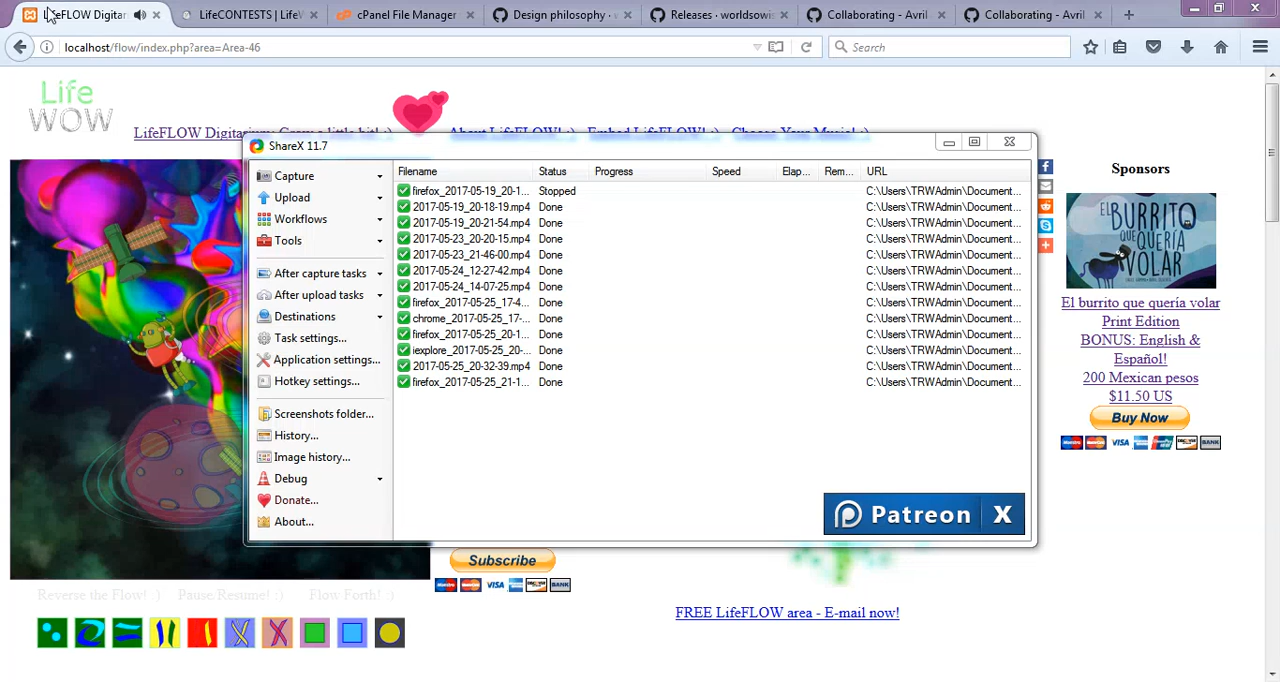 LifeFLOW Digitar
LifeCONTESTS | LifeW
cPanel File Manager
Design philosophy · w
Releases · worldsowis
Collaborating - Avril
Collaborating - Avril
localhost/flow/index.php?area=Area-46
Search
Life
WOW
LifeFLOW Digitarium: Grow a little bit! :)
About LifeFLOW! :)
Embed LifeFLOW! :)
Choose Your Music! :)
ShareX 11.7
Capture
Upload
Workflows
Tools
After capture tasks
After upload tasks
Destinations
Task settings...
Application settings...
Hotkey settings...
Screenshots folder...
History...
Image history...
Debug
Donate...
About...
Filename Status Progress Speed Elap... Rem... URL
firefox_2017-05-19_20-1... Stopped C:\Users\TRWAdmin\Document...
2017-05-19_20-18-19.mp4 Done C:\Users\TRWAdmin\Document...
2017-05-19_20-21-54.mp4 Done C:\Users\TRWAdmin\Document...
2017-05-23_20-20-15.mp4 Done C:\Users\TRWAdmin\Document...
2017-05-23_21-46-00.mp4 Done C:\Users\TRWAdmin\Document...
2017-05-24_12-27-42.mp4 Done C:\Users\TRWAdmin\Document...
2017-05-24_14-07-25.mp4 Done C:\Users\TRWAdmin\Document...
firefox_2017-05-25_17-4... Done C:\Users\TRWAdmin\Document...
chrome_2017-05-25_17-... Done C:\Users\TRWAdmin\Document...
firefox_2017-05-25_20-1... Done C:\Users\TRWAdmin\Document...
iexplore_2017-05-25_20-... Done C:\Users\TRWAdmin\Document...
2017-05-25_20-32-39.mp4 Done C:\Users\TRWAdmin\Document...
firefox_2017-05-25_21-1... Done C:\Users\TRWAdmin\Document...
Patreon X
Sponsors
EL BURRITO
QUE QUERÍA
VOLAR
El burrito que quería volar
Print Edition
BONUS: English &
Español!
200 Mexican pesos
$11.50 US
Buy Now
VISA
BANK
Subscribe
VISA
BANK
Reverse the Flow! :)
Pause/Resume! :)
Flow Forth! :)
FREE LifeFLOW area - E-mail now!